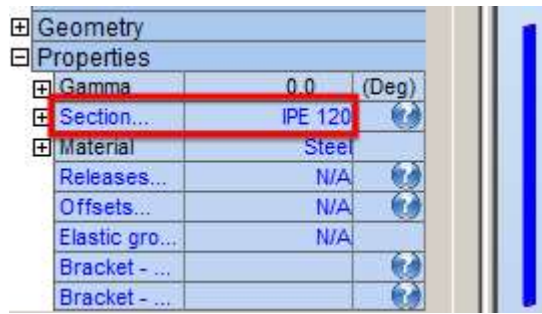 Geometry
Properties
Gamma 0.0 (Deg)
Section... IPE 120
Material Steel
Releases... N/A
Offsets... N/A
Elastic gro... N/A
Bracket - ...
Bracket - ...